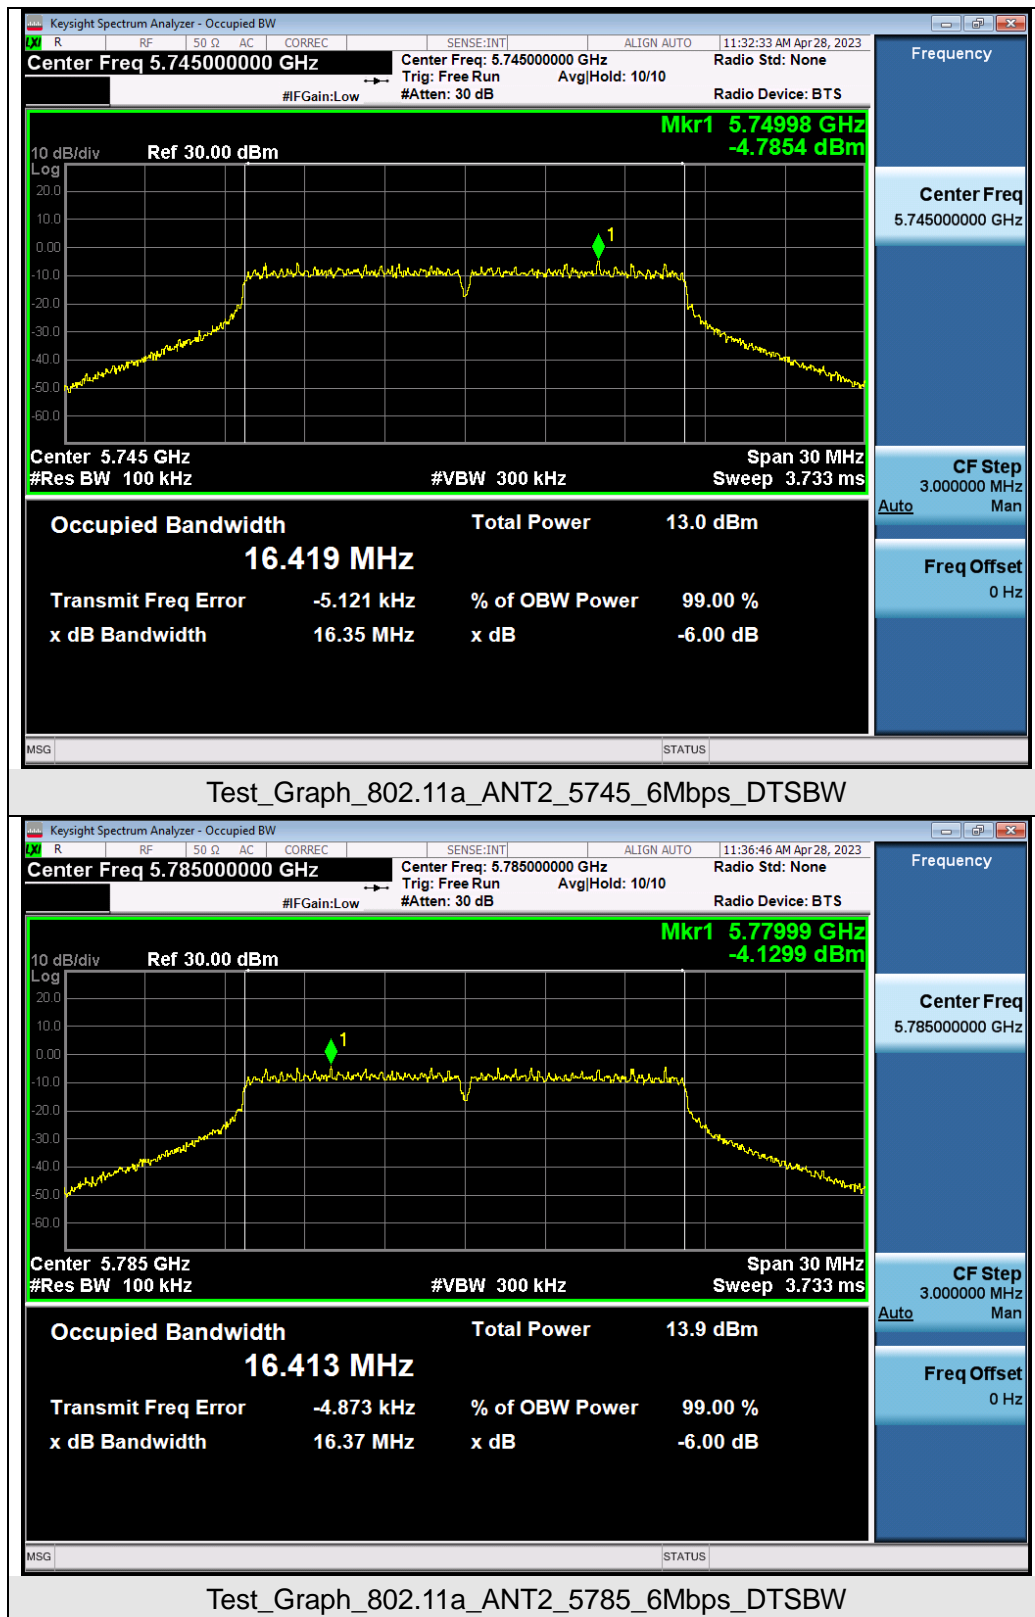 Keysight Spectrum Analyzer - Occupied BW
LXI R RF 50 Ω AC CORREC SENSE:INT ALIGN AUTO 11:32:33 AM Apr 28, 2023
Center Freq 5.745000000 GHz
Center Freq: 5.745000000 GHz Radio Std: None
Trig: Free Run Avg|Hold: 10/10
#IFGain:Low #Atten: 30 dB Radio Device: BTS
Frequency
Mkr1 5.74998 GHz
-4.7854 dBm
10 dB/div Ref 30.00 dBm
Log
20.0
10.0
0.00
-10.0
-20.0
-30.0
-40.0
-50.0
-60.0
1
Center 5.745 GHz Span 30 MHz
#Res BW 100 kHz #VBW 300 kHz Sweep 3.733 ms
Center Freq
5.745000000 GHz
CF Step
3.000000 MHz
Auto Man
Freq Offset
0 Hz
Occupied Bandwidth Total Power 13.0 dBm
16.419 MHz
Transmit Freq Error -5.121 kHz % of OBW Power 99.00 %
x dB Bandwidth 16.35 MHz x dB -6.00 dB
MSG STATUS
Test_Graph_802.11a_ANT2_5745_6Mbps_DTSBW
Keysight Spectrum Analyzer - Occupied BW
LXI R RF 50 Ω AC CORREC SENSE:INT ALIGN AUTO 11:36:46 AM Apr 28, 2023
Center Freq 5.785000000 GHz
Center Freq: 5.785000000 GHz Radio Std: None
Trig: Free Run Avg|Hold: 10/10
#IFGain:Low #Atten: 30 dB Radio Device: BTS
Frequency
Mkr1 5.77999 GHz
-4.1299 dBm
10 dB/div Ref 30.00 dBm
Log
20.0
10.0
0.00
-10.0
-20.0
-30.0
-40.0
-50.0
-60.0
1
Center 5.785 GHz Span 30 MHz
#Res BW 100 kHz #VBW 300 kHz Sweep 3.733 ms
Center Freq
5.785000000 GHz
CF Step
3.000000 MHz
Auto Man
Freq Offset
0 Hz
Occupied Bandwidth Total Power 13.9 dBm
16.413 MHz
Transmit Freq Error -4.873 kHz % of OBW Power 99.00 %
x dB Bandwidth 16.37 MHz x dB -6.00 dB
MSG STATUS
Test_Graph_802.11a_ANT2_5785_6Mbps_DTSBW